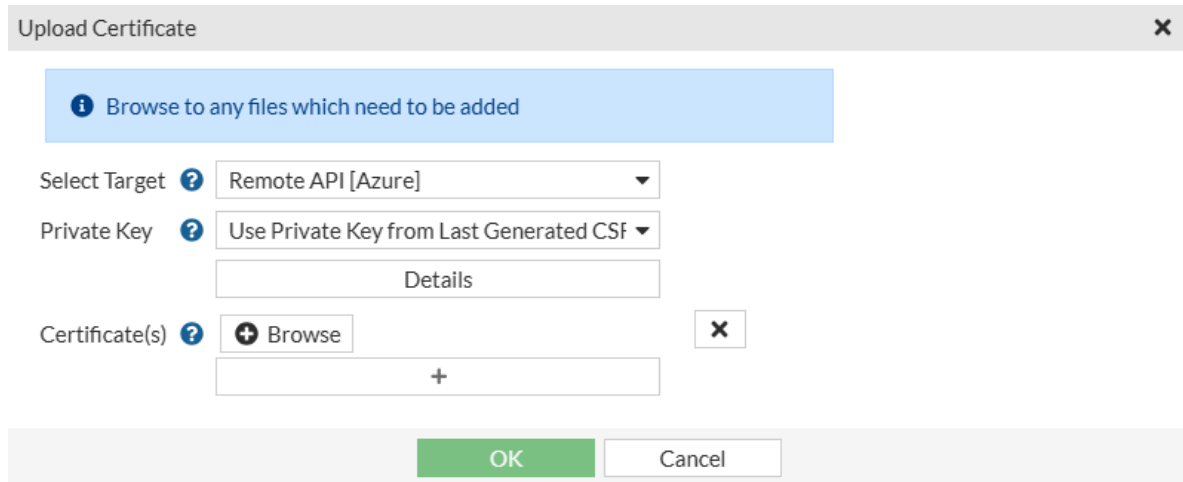 Upload Certificate
Browse to any files which need to be added
Select Target Remote API [Azure]
Private Key Use Private Key from Last Generated CSF
Details
Certificate(s) Browse
OK Cancel